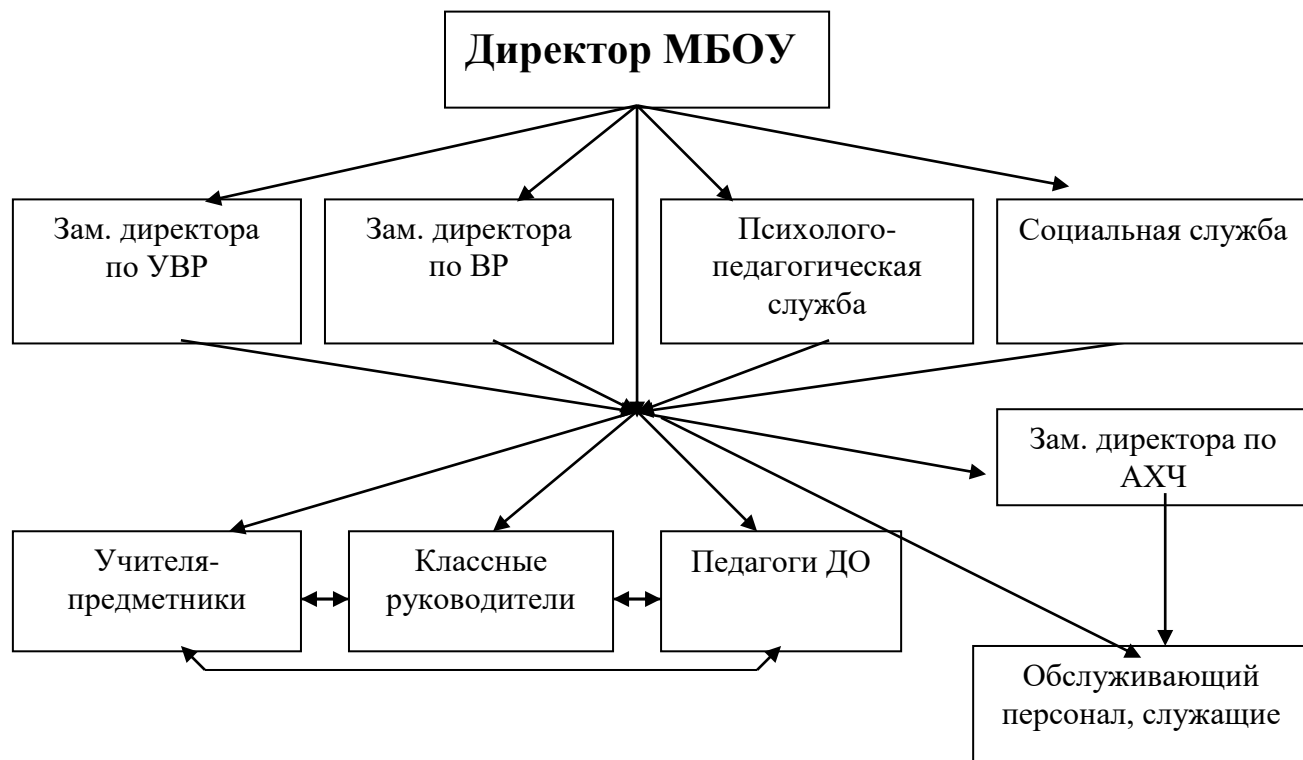 Директор МБОУ
Зам. директора
по УВР
Зам. директора
по ВР
Психолого-
педагогическая
служба
Социальная служба
Зам. директора по
АХЧ
Учителя-
предметники
Классные
руководители
Педагоги ДО
Обслуживающий
персонал, служащие